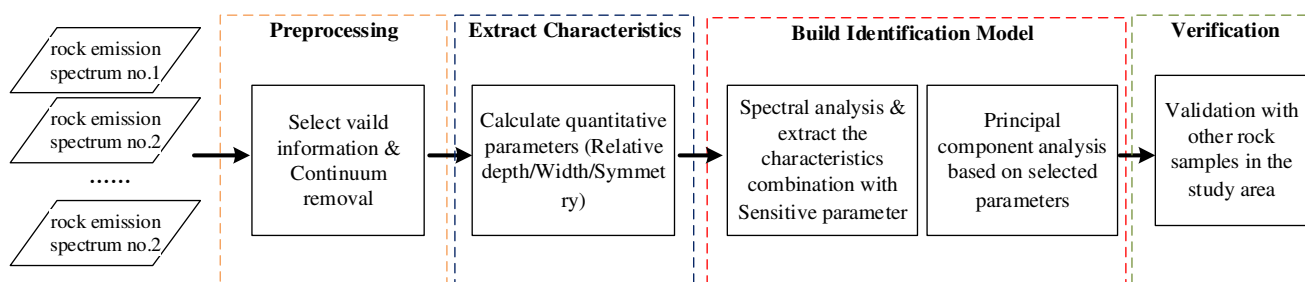 rock emission
spectrum no.1
rock emission
spectrum no.2
……
rock emission
spectrum no.2
Preprocessing
Select vaild
information &
Continuum
removal
Extract Characteristics
Calculate quantitative
parameters (Relative
depth/Width/Symmet
ry)
Build Identification Model
Spectral analysis &
extract the
characteristics
combination with
Sensitive parameter
Principal
component analysis
based on selected
parameters
Verification
Validation with
other rock
samples in the
study area